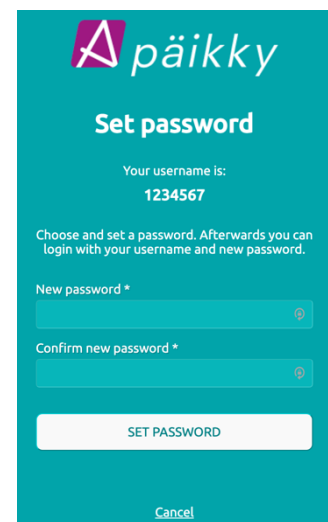 päikky
Set password
Your username is:
1234567
Choose and set a password. Afterwards you can
login with your username and new password.
New password *
Confirm new password *
SET PASSWORD
Cancel